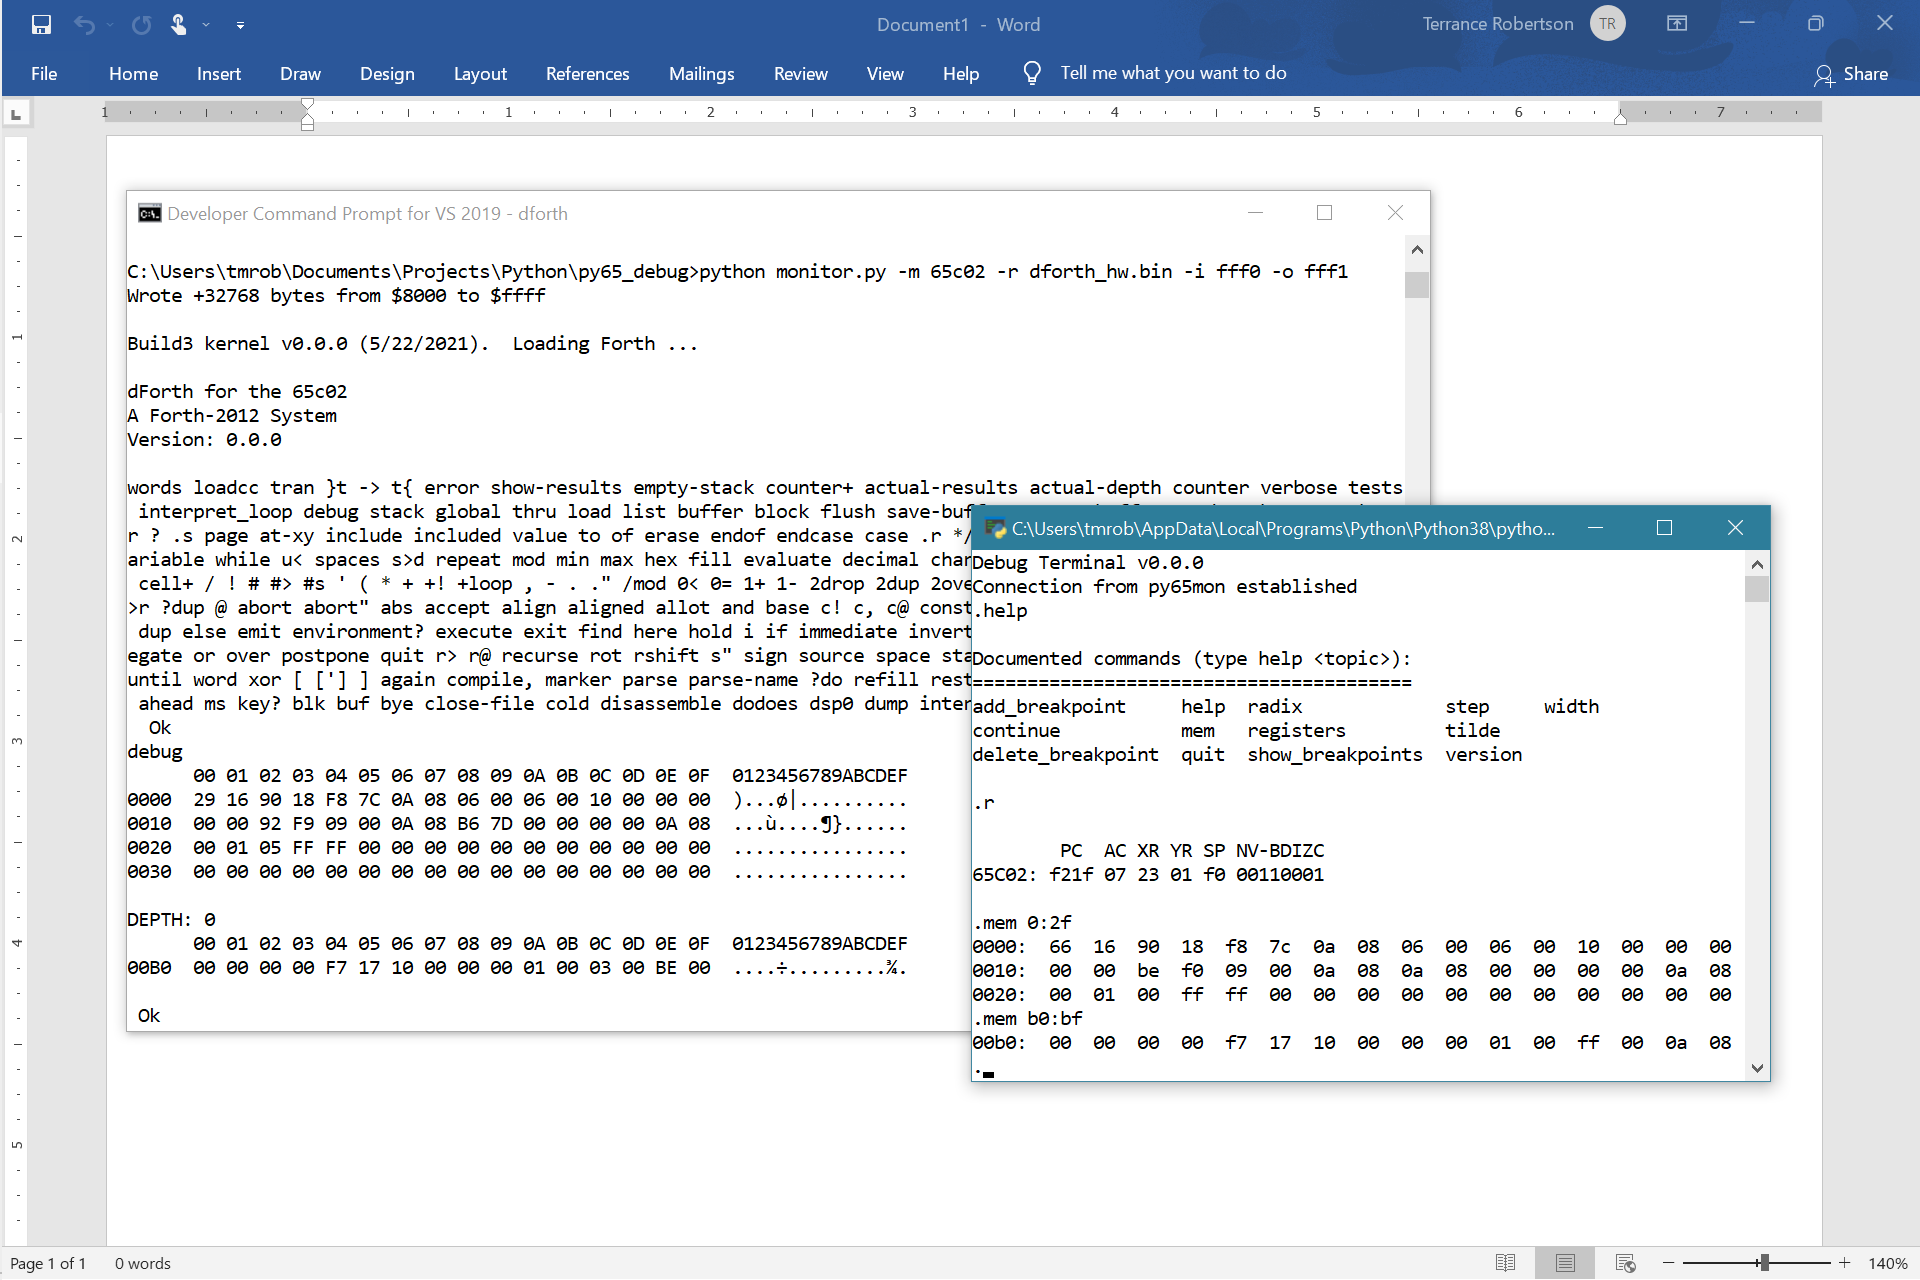 Document1 - Word
Terrance Robertson TR
File Home Insert Draw Design Layout References Mailings Review View Help Tell me what you want to do Share
1 1 2 3 4 5 6 7
Developer Command Prompt for VS 2019 - dforth
C:\Users\tmrob\Documents\Projects\Python\py65_debug>python monitor.py -m 65c02 -r dforth_hw.bin -i fff0 -o fff1
Wrote +32768 bytes from $8000 to $ffff
Build3 kernel v0.0.0 (5/22/2021).  Loading Forth ...
dForth for the 65c02
A Forth-2012 System
Version: 0.0.0
words loadcc tran }t -> t{ error show-results empty-stack counter+ actual-results actual-depth counter verbose tests
interpret_loop debug stack global thru load list buffer block flush save-buf
r ? .s page at-xy include included value to of erase endof endcase case .r */
ariable while u< spaces s>d repeat mod min max hex fill evaluate decimal char
cell+ / ! # #> #s ' ( * + +! +loop , - . ." /mod 0< 0= 1+ 1- 2drop 2dup 2ove
>r ?dup @ abort abort" abs accept align aligned allot and base c! c, c@ const
dup else emit environment? execute exit find here hold i if immediate invert
egate or over postpone quit r> r@ recurse rot rshift s" sign source space sta
until word xor [ ['] ] again compile, marker parse parse-name ?do refill rest
ahead ms key? blk buf bye close-file cold disassemble dodoes dsp0 dump inter
Ok
debug
00 01 02 03 04 05 06 07 08 09 0A 0B 0C 0D 0E 0F  0123456789ABCDEF
0000  29 16 90 18 F8 7C 0A 08 06 00 06 00 10 00 00 00  )...ø|..........
0010  00 00 92 F9 09 00 0A 08 B6 7D 00 00 00 00 0A 08  ...ù....¶}......
0020  00 01 05 FF FF 00 00 00 00 00 00 00 00 00 00 00  ................
0030  00 00 00 00 00 00 00 00 00 00 00 00 00 00 00 00  ................
DEPTH: 0
00 01 02 03 04 05 06 07 08 09 0A 0B 0C 0D 0E 0F  0123456789ABCDEF
00B0  00 00 00 00 F7 17 10 00 00 00 01 00 03 00 BE 00  ....÷.........¾.
Ok
C:\Users\tmrob\AppData\Local\Programs\Python\Python38\pytho...
Debug Terminal v0.0.0
Connection from py65mon established
.help
Documented commands (type help <topic>):
========================================
add_breakpoint     help  radix             step     width
continue           mem   registers         tilde
delete_breakpoint  quit  show_breakpoints  version
.r
PC  AC XR YR SP NV-BDIZC
65C02: f21f 07 23 01 f0 00110001
.mem 0:2f
0000:  66  16  90  18  f8  7c  0a  08  06  00  06  00  10  00  00  00
0010:  00  00  be  f0  09  00  0a  08  0a  08  00  00  00  00  0a  08
0020:  00  01  00  ff  ff  00  00  00  00  00  00  00  00  00  00  00
.mem b0:bf
00b0:  00  00  00  00  f7  17  10  00  00  00  01  00  ff  00  0a  08
.
1
2
3
4
5
Page 1 of 1 0 words 140%